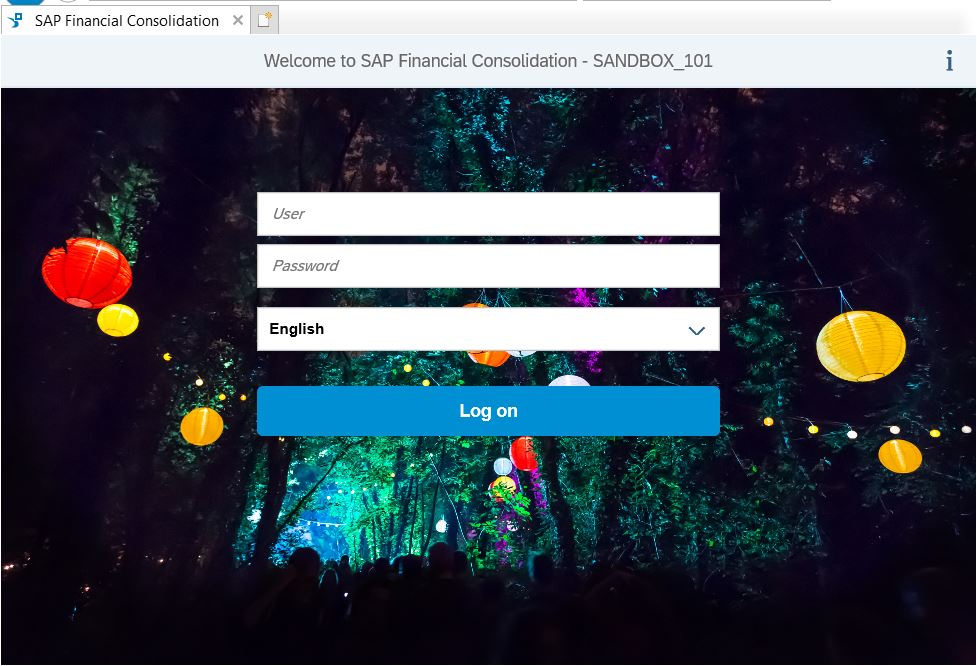 SAP Financial Consolidation
Welcome to SAP Financial Consolidation - SANDBOX_101
User
Password
English
Log on